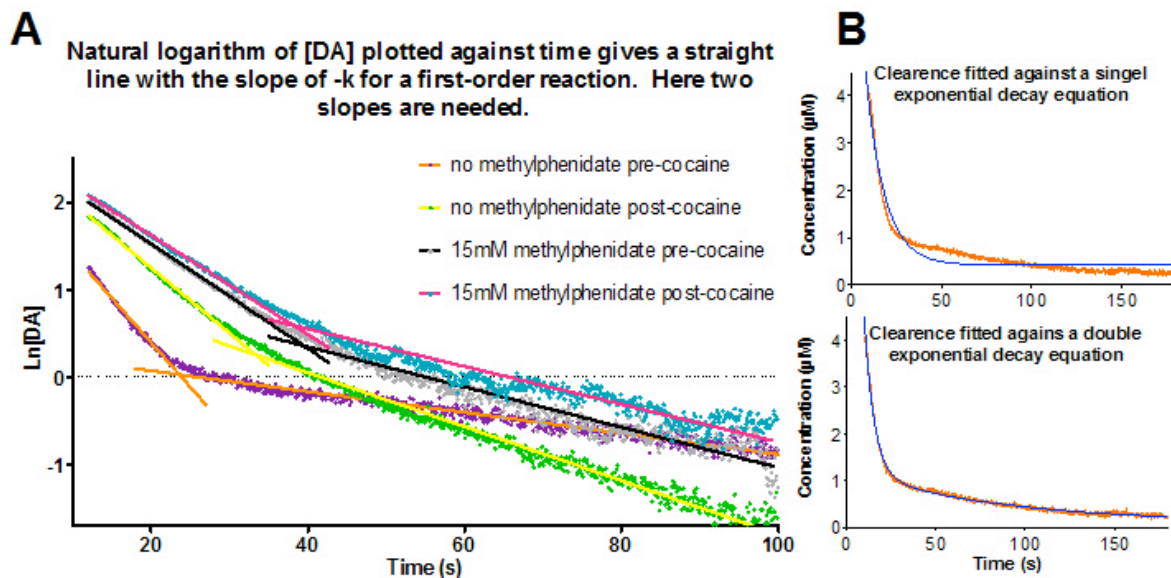 A
Natural logarithm of [DA] plotted against time gives a straight
line with the slope of -k for a first-order reaction. Here two
slopes are needed.
no methylphenidate pre-cocaine
no methylphenidate post-cocaine
15mM methylphenidate pre-cocaine
15mM methylphenidate post-cocaine
Ln[DA]
2
1
0
-1
20
40
60
80
100
Time (s)
B
Clearence fitted against a singel
exponential decay equation
Concentration (µM)
4
3
2
1
0
0
50
100
150
Clearence fitted agains a double
exponential decay equation
Concentration (µM)
4
3
2
1
0
0
50
100
150
Time (s)